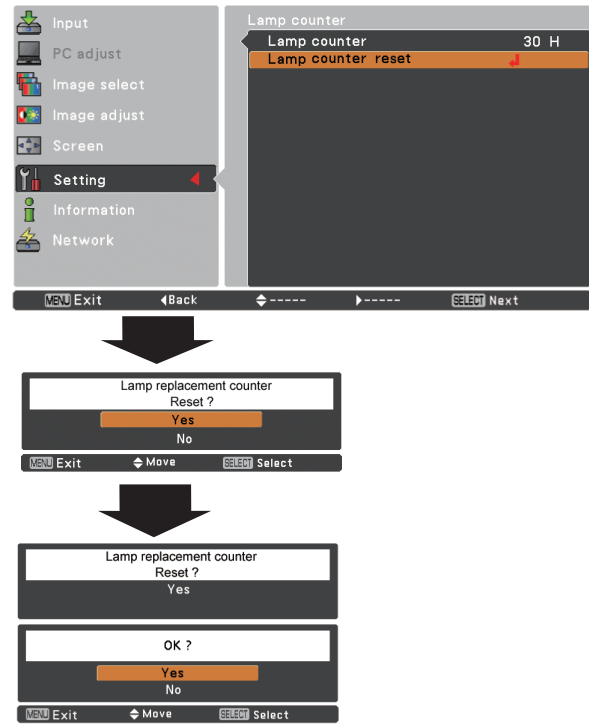 Input
PC adjust
Image select
Image adjust
Screen
Setting
Information
Network
Lamp counter
Lamp counter 30 H
Lamp counter reset
MENU Exit Back ----- ----- SELECT Next
Lamp replacement counter
Reset ?
Yes
No
MENU Exit Move SELECT Select
Lamp replacement counter
Reset ?
Yes
OK ?
Yes
No
MENU Exit Move SELECT Select